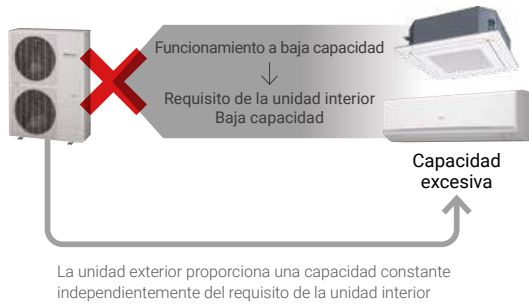 Funcionamiento a baja capacidad
Requisito de la unidad interior
Baja capacidad
Capacidad
excesiva
La unidad exterior proporciona una capacidad constante
independientemente del requisito de la unidad interior